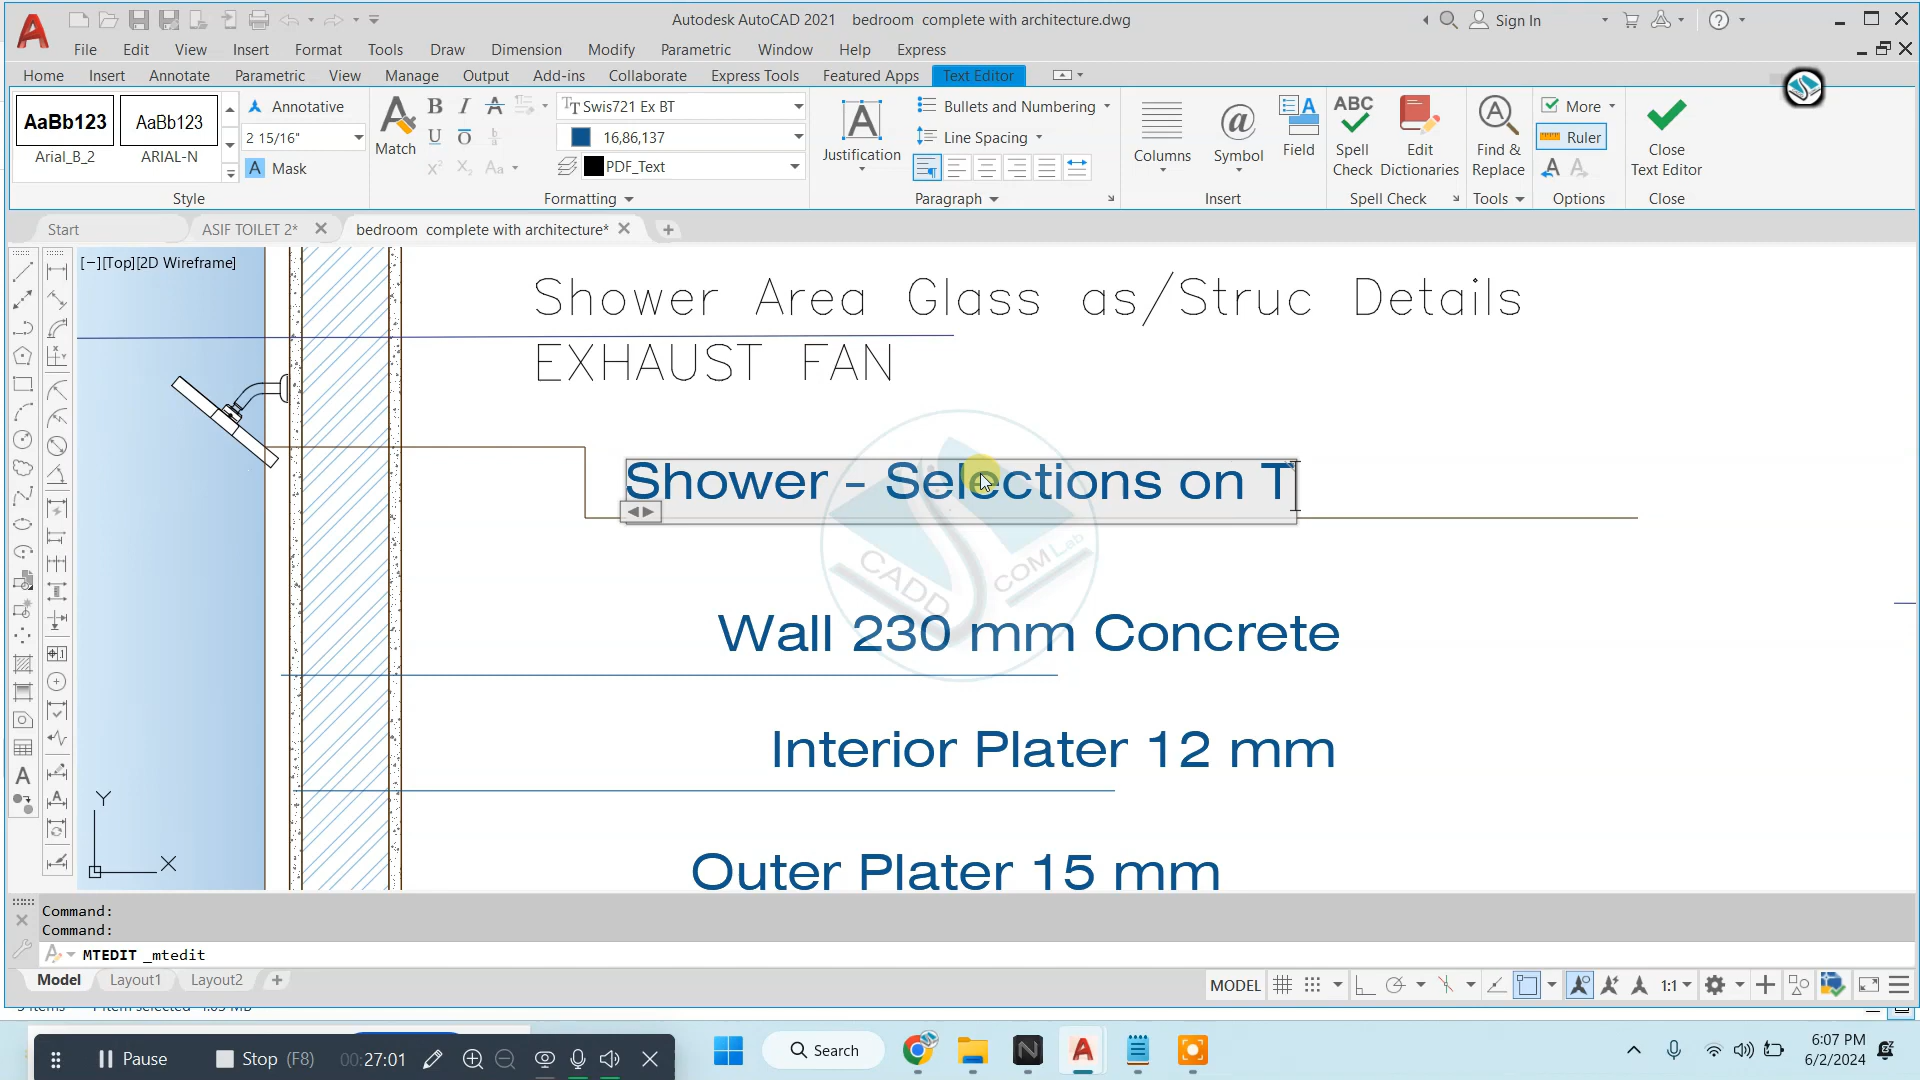 Autodesk AutoCAD 2021 bedroom complete with architecture.dwg
Sign In
File Edit View Insert Format Tools Draw Dimension Modify Parametric Window Help Express
Home Insert Annotate Parametric View Manage Output Add-ins Collaborate Express Tools Featured Apps Text Editor
AaBb123 AaBb123 Annotative Swis721 Ex BT Bullets and Numbering More
2 15/16" 16,86,137 Line Spacing Ruler
Arial_B_2 ARIAL-N Mask Match PDF_Text Justification Columns Symbol Field Spell Check Edit Dictionaries Find & Replace Close Text Editor
Style Formatting Paragraph Insert Spell Check Tools Options Close
Start ASIF TOILET 2* bedroom complete with architecture*
[−][Top][2D Wireframe]
Shower Area Glass as/Struc Details
EXHAUST FAN
Shower - Selections on T
CADD COM Lab
Wall 230 mm Concrete
Interior Plater 12 mm
Outer Plater 15 mm
Y
X
Command:
Command:
MTEDIT _mtedit
Model Layout1 Layout2
MODEL 1:1
Pause Stop (F8) 00:27:01
Search
6:07 PM
6/2/2024